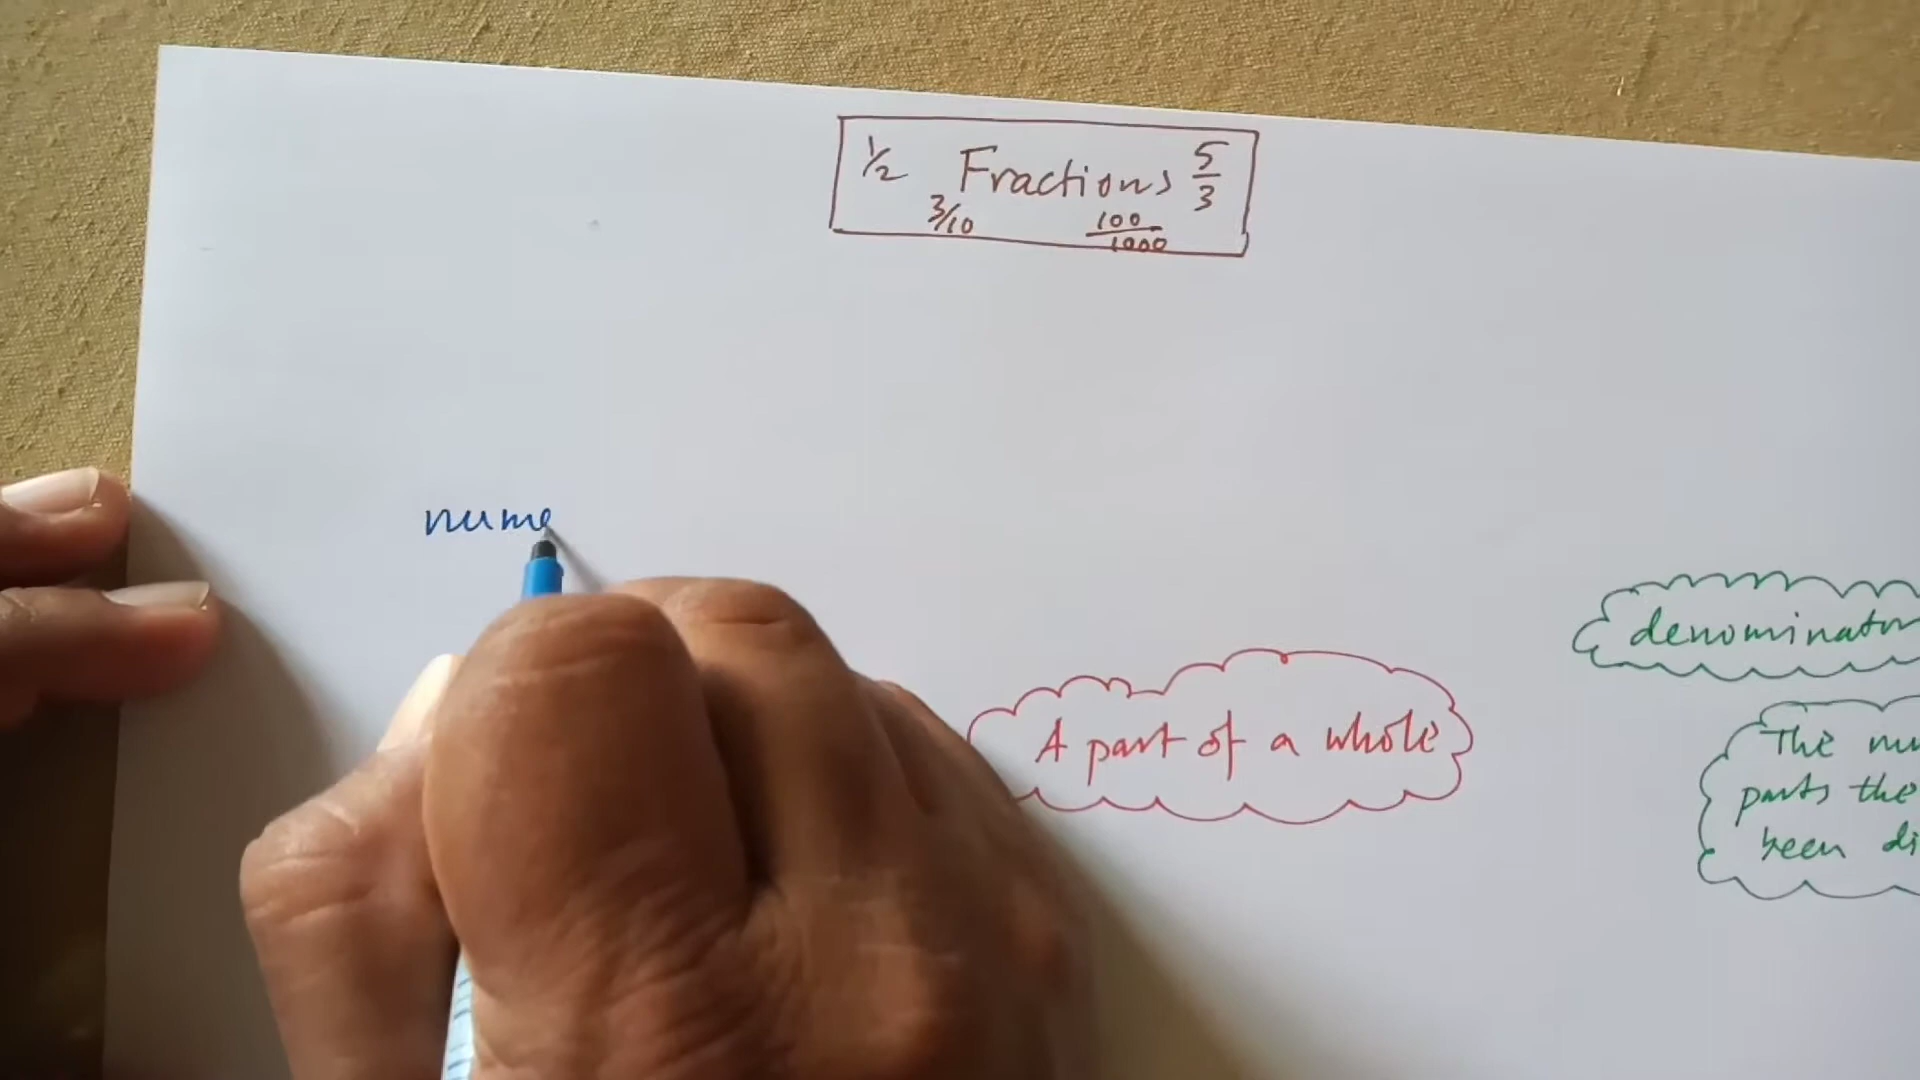 1/2 Fractions 5/3
3/10 100/1000
nume
denominator
A part of a whole
The nu
parts the
been di